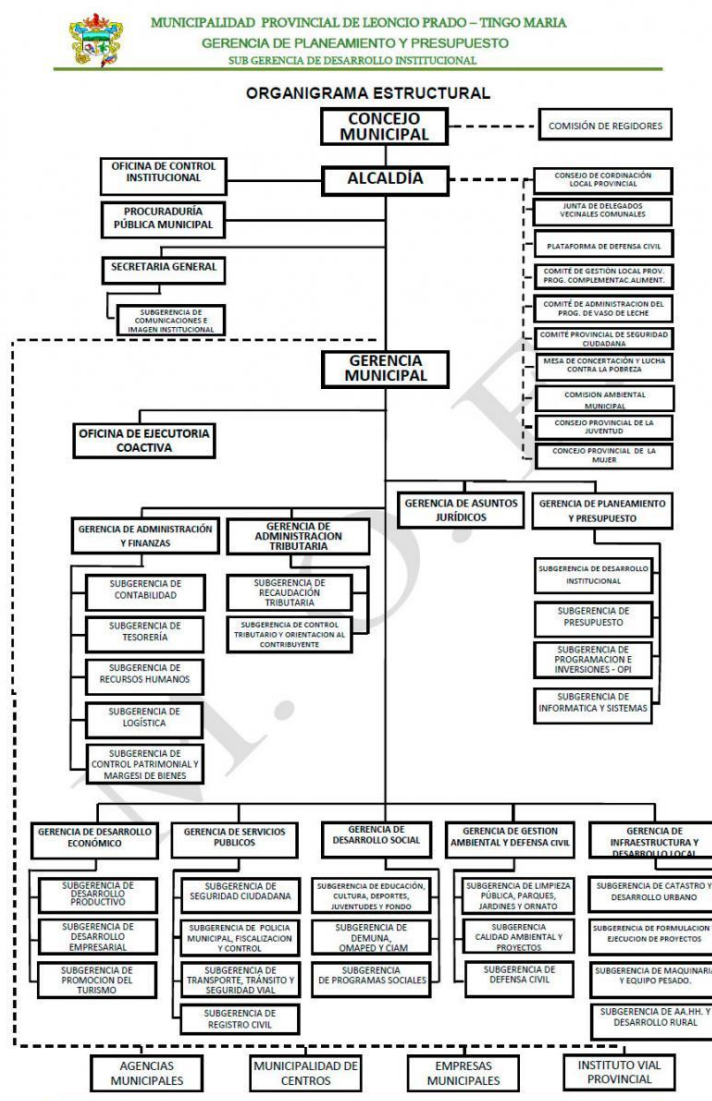 MUNICIPALIDAD PROVINCIAL DE LEONCIO PRADO – TINGO MARIA
GERENCIA DE PLANEAMIENTO Y PRESUPUESTO
SUB GERENCIA DE DESARROLLO INSTITUCIONAL
ORGANIGRAMA ESTRUCTURAL
CONCEJO
MUNICIPAL
COMISIÓN DE REGIDORES
OFICINA DE CONTROL
INSTITUCIONAL
ALCALDÍA
PROCURADURÍA
PÚBLICA MUNICIPAL
SECRETARIA GENERAL
SUBGERENCIA DE
COMUNICACIONES E
IMAGEN INSTITUCIONAL
CONSEJO DE CORDINACIÓN
LOCAL PROVINCIAL
JUNTA DE DELEGADOS
VECINALES COMUNALES
PLATAFORMA DE DEFENSA CIVIL
COMITÉ DE GESTIÓN LOCAL PROV.
PROG. COMPLEMENTAC.ALIMENT.
COMITÉ DE ADMINISTRACION DEL
PROG. DE VASO DE LECHE
COMITÉ PROVINCIAL DE SEGURIDAD
CIUDADANA
MESA DE CONCERTACIÓN Y LUCHA
CONTRA LA POBREZA
COMISION AMBIENTAL
MUNICIPAL
CONSEJO PROVINCIAL DE LA
JUVENTUD
CONCEJO PROVINCIAL DE LA
MUJER
GERENCIA
MUNICIPAL
OFICINA DE EJECUTORIA
COACTIVA
GERENCIA DE ASUNTOS
JURÍDICOS
GERENCIA DE PLANEAMIENTO
Y PRESUPUESTO
GERENCIA DE ADMINISTRACIÓN
Y FINANZAS
GERENCIA DE
ADMINISTRACION
TRIBUTARIA
SUBGERENCIA DE
CONTABILIDAD
SUBGERENCIA DE
TESORERÍA
SUBGERENCIA DE
RECURSOS HUMANOS
SUBGERENCIA DE
LOGÍSTICA
SUBGERENCIA DE
CONTROL PATRIMONIAL Y
MARGESI DE BIENES
SUBGERENCIA DE
RECAUDACIÓN
TRIBUTARIA
SUBGERENCIA DE CONTROL
TRIBUTARIO Y ORIENTACION AL
CONTRIBUYENTE
SUBGERENCIA DE DESARROLLO
INSTITUCIONAL
SUBGERENCIA DE
PRESUPUESTO
SUBGERENCIA DE
PROGRAMACION E
INVERSIONES - OPI
SUBGERENCIA DE
INFORMATICA Y SISTEMAS
GERENCIA DE DESARROLLO
ECONÓMICO
SUBGERENCIA DE
DESARROLLO
PRODUCTIVO
SUBGERENCIA DE
DESARROLLO
EMPRESARIAL
SUBGERENCIA DE
PROMOCION DEL
TURISMO
GERENCIA DE SERVICIOS
PUBLICOS
SUBGERENCIA DE
SEGURIDAD CIUDADANA
SUBGERENCIA DE POLICIA
MUNICIPAL, FISCALIZACION
Y CONTROL
SUBGERENCIA DE
TRANSPORTE, TRÁNSITO Y
SEGURIDAD VIAL
SUBGERENCIA DE
REGISTRO CIVIL
GERENCIA DE
DESARROLLO SOCIAL
SUBGERENCIA DE EDUCACIÓN,
CULTURA, DEPORTES,
JUVENTUDES Y FONDO
SUBGERENCIA DE
DEMUNA,
OMAPED Y CIAM
SUBGERENCIA
DE PROGRAMAS SOCIALES
GERENCIA DE GESTION
AMBIENTAL Y DEFENSA CIVIL
SUBGERENCIA DE LIMPIEZA
PÚBLICA, PARQUES,
JARDINES Y ORNATO
SUBGERENCIA
CALIDAD AMBIENTAL Y
PROYECTOS
SUBGERENCIA DE
DEFENSA CIVIL
GERENCIA DE
INFRAESTRUCTURA Y
DESARROLLO LOCAL
SUBGERENCIA DE CATASTRO Y
DESARROLLO URBANO
SUBGERENCIA DE FORMULACION
EJECUCION DE PROYECTOS
SUBGERENCIA DE MAQUINARIA
Y EQUIPO PESADO.
SUBGERENCIA DE AA.HH. Y
DESARROLLO RURAL
AGENCIAS
MUNICIPALES
MUNICIPALIDAD DE
CENTROS
EMPRESAS
MUNICIPALES
INSTITUTO VIAL
PROVINCIAL
M. O. F